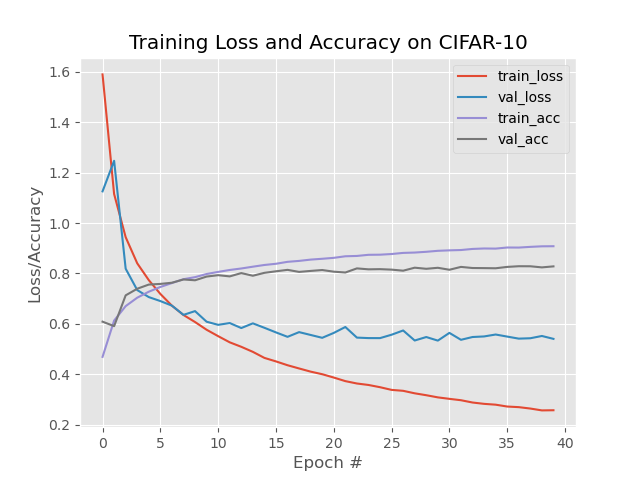 Training Loss and Accuracy on CIFAR-10
train_loss
val_loss
train_acc
val_acc
Loss/Accuracy
1.6
1.4
1.2
1.0
0.8
0.6
0.4
0.2
0 5 10 15 20 25 30 35 40
Epoch #